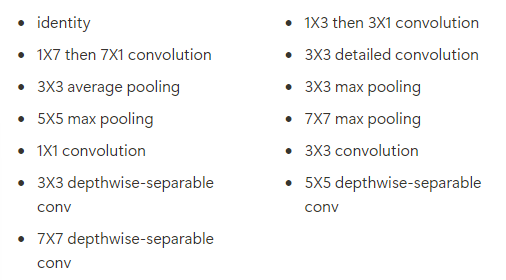 identity
1X7 then 7X1 convolution
3X3 average pooling
5X5 max pooling
1X1 convolution
3X3 depthwise-separable
conv
7X7 depthwise-separable
conv
1X3 then 3X1 convolution
3X3 detailed convolution
3X3 max pooling
7X7 max pooling
3X3 convolution
5X5 depthwise-separable
conv